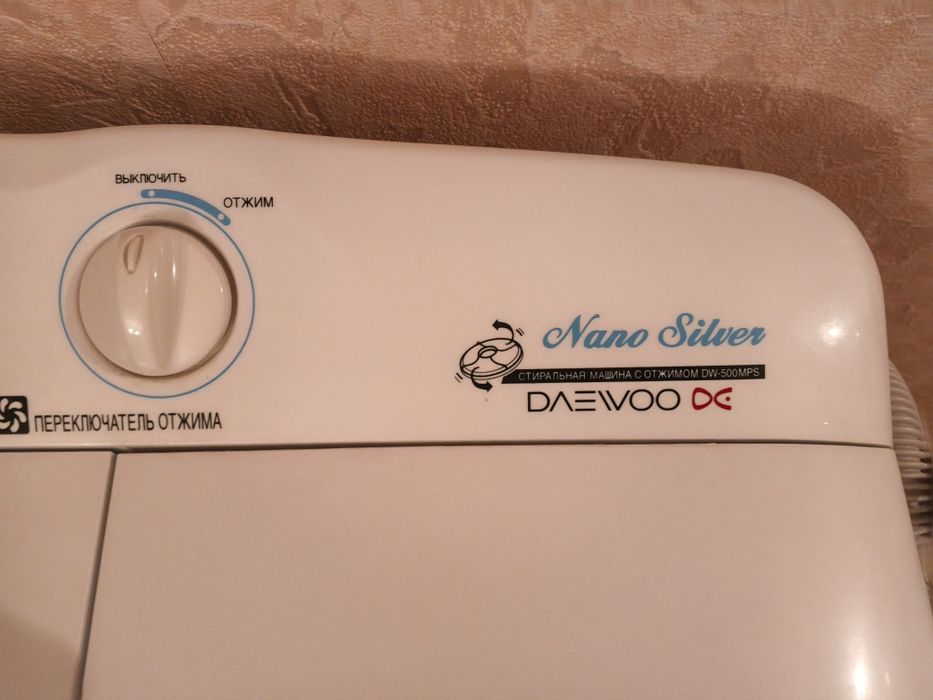 ВЫКЛЮЧИТЬ
ОТЖИМ
ПЕРЕКЛЮЧАТЕЛЬ ОТЖИМА
Nano Silver
СТИРАЛЬНАЯ МАШИНА С ОТЖИМОМ DW-500MPS
DAEWOO